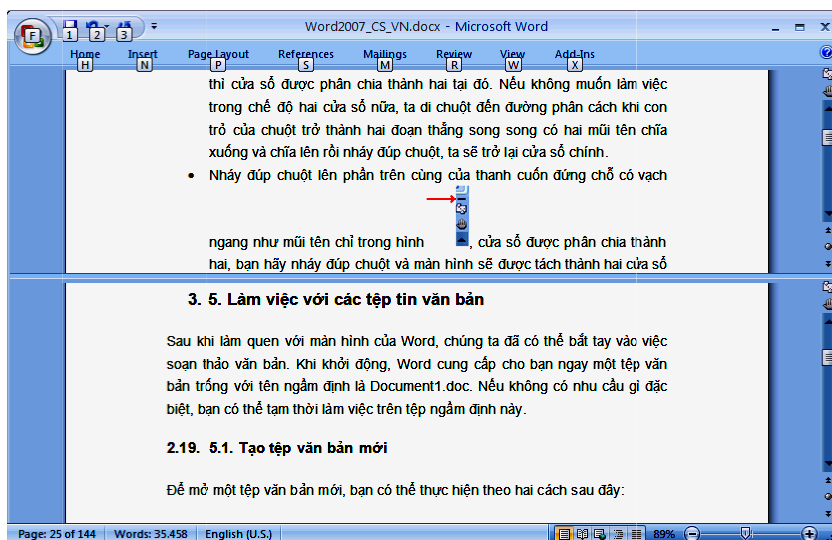 Word2007_CS_VN.docx - Microsoft Word
F 1 2 3
Home Insert Page Layout References Mailings Review View Add-Ins
H N P S M R W X
thì cửa sổ được phân chia thành hai tại đó. Nếu không muốn làm việc
trong chế độ hai cửa sổ nữa, ta di chuột đến đường phân cách khi con
trỏ của chuột trở thành hai đoạn thẳng song song có hai mũi tên chĩa
xuống và chĩa lên rồi nháy đúp chuột, ta sẽ trở lại cửa sổ chính.
• Nháy đúp chuột lên phần trên cùng của thanh cuốn đứng chỗ có vạch
ngang như mũi tên chỉ trong hình , cửa sổ được phân chia thành
hai, bạn hãy nháy đúp chuột và màn hình sẽ được tách thành hai cửa sổ
3. 5. Làm việc với các tệp tin văn bản
Sau khi làm quen với màn hình của Word, chúng ta đã có thể bắt tay vào việc
soạn thảo văn bản. Khi khởi động, Word cung cấp cho bạn ngay một tệp văn
bản trống với tên ngầm định là Document1.doc. Nếu không có nhu cầu gì đặc
biệt, bạn có thể tạm thời làm việc trên tệp ngầm định này.
2.19. 5.1. Tạo tệp văn bản mới
Để mở một tệp văn bản mới, bạn có thể thực hiện theo hai cách sau đây:
Page: 25 of 144 Words: 35.458 English (U.S.) 89%